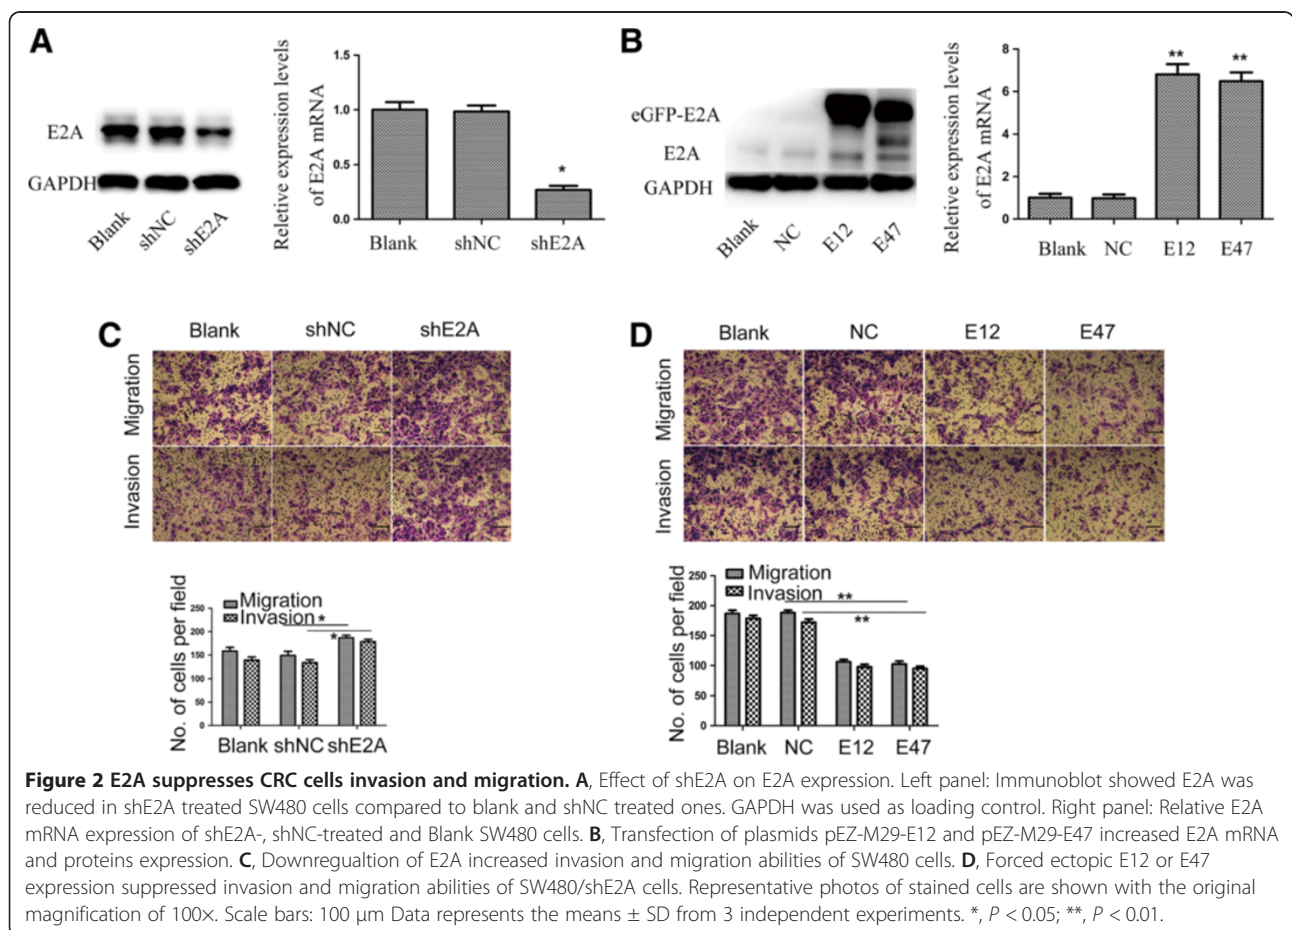 A
E2A
GAPDH
Blank
shNC
shE2A
Reletive expression levels
of E2A mRNA
1.5
1.0
0.5
0.0
*
Blank
shNC
shE2A
B
eGFP-E2A
E2A
GAPDH
Blank
NC
E12
E47
Reletive expression levels
of E2A mRNA
8
6
4
2
0
**
**
Blank
NC
E12
E47
C
Blank
shNC
shE2A
Migration
Invasion
No. of cells per field
250
200
150
100
50
0
Migration
Invasion
*
*
Blank
shNC
shE2A
D
Blank
NC
E12
E47
Migration
Invasion
No. of cells per field
250
200
150
100
50
0
Migration
Invasion
**
**
Blank
NC
E12
E47
Figure 2 E2A suppresses CRC cells invasion and migration. A, Effect of shE2A on E2A expression. Left panel: Immunoblot showed E2A was
reduced in shE2A treated SW480 cells compared to blank and shNC treated ones. GAPDH was used as loading control. Right panel: Relative E2A
mRNA expression of shE2A-, shNC-treated and Blank SW480 cells. B, Transfection of plasmids pEZ-M29-E12 and pEZ-M29-E47 increased E2A mRNA
and proteins expression. C, Downregualtion of E2A increased invasion and migration abilities of SW480 cells. D, Forced ectopic E12 or E47
expression suppressed invasion and migration abilities of SW480/shE2A cells. Representative photos of stained cells are shown with the original
magnification of 100×. Scale bars: 100 μm Data represents the means ± SD from 3 independent experiments. *, P < 0.05; **, P < 0.01.